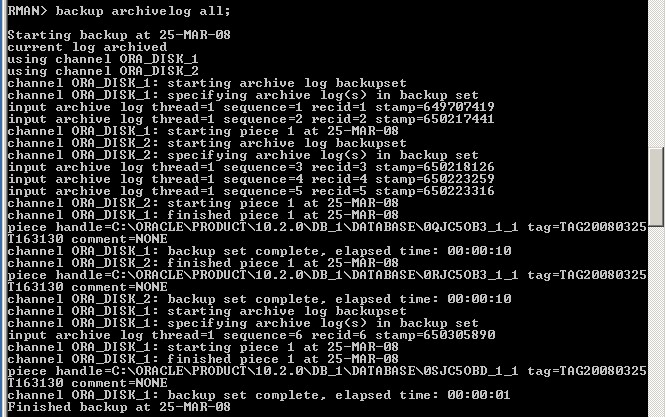 RMAN> backup archivelog all;
Starting backup at 25-MAR-08
current log archived
using channel ORA_DISK_1
using channel ORA_DISK_2
channel ORA_DISK_1: starting archive log backupset
channel ORA_DISK_1: specifying archive log(s) in backup set
input archive log thread=1 sequence=1 recid=1 stamp=649707419
input archive log thread=1 sequence=2 recid=2 stamp=650217441
channel ORA_DISK_1: starting piece 1 at 25-MAR-08
channel ORA_DISK_2: starting archive log backupset
channel ORA_DISK_2: specifying archive log(s) in backup set
input archive log thread=1 sequence=3 recid=3 stamp=650218126
input archive log thread=1 sequence=4 recid=4 stamp=650223259
input archive log thread=1 sequence=5 recid=5 stamp=650223316
channel ORA_DISK_2: starting piece 1 at 25-MAR-08
channel ORA_DISK_1: finished piece 1 at 25-MAR-08
piece handle=C:\ORACLE\PRODUCT\10.2.0\DB_1\DATABASE\0QJC5OB3_1_1 tag=TAG20080325
T163130 comment=NONE
channel ORA_DISK_1: backup set complete, elapsed time: 00:00:10
channel ORA_DISK_2: finished piece 1 at 25-MAR-08
piece handle=C:\ORACLE\PRODUCT\10.2.0\DB_1\DATABASE\0RJC5OB3_1_1 tag=TAG20080325
T163130 comment=NONE
channel ORA_DISK_2: backup set complete, elapsed time: 00:00:10
channel ORA_DISK_1: starting archive log backupset
channel ORA_DISK_1: specifying archive log(s) in backup set
input archive log thread=1 sequence=6 recid=6 stamp=650305890
channel ORA_DISK_1: starting piece 1 at 25-MAR-08
channel ORA_DISK_1: finished piece 1 at 25-MAR-08
piece handle=C:\ORACLE\PRODUCT\10.2.0\DB_1\DATABASE\0SJC5OBD_1_1 tag=TAG20080325
T163130 comment=NONE
channel ORA_DISK_1: backup set complete, elapsed time: 00:00:01
Finished backup at 25-MAR-08